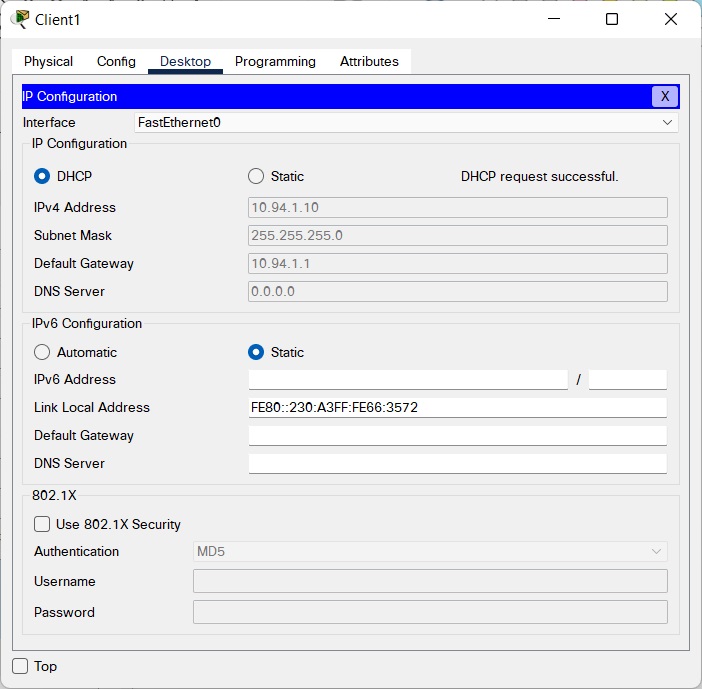 Client1
Physical Config Desktop Programming Attributes
IP Configuration X
Interface FastEthernet0
IP Configuration
DHCP Static DHCP request successful.
IPv4 Address 10.94.1.10
Subnet Mask 255.255.255.0
Default Gateway 10.94.1.1
DNS Server 0.0.0.0
IPv6 Configuration
Automatic Static
IPv6 Address /
Link Local Address FE80::230:A3FF:FE66:3572
Default Gateway
DNS Server
802.1X
Use 802.1X Security
Authentication MD5
Username
Password
Top